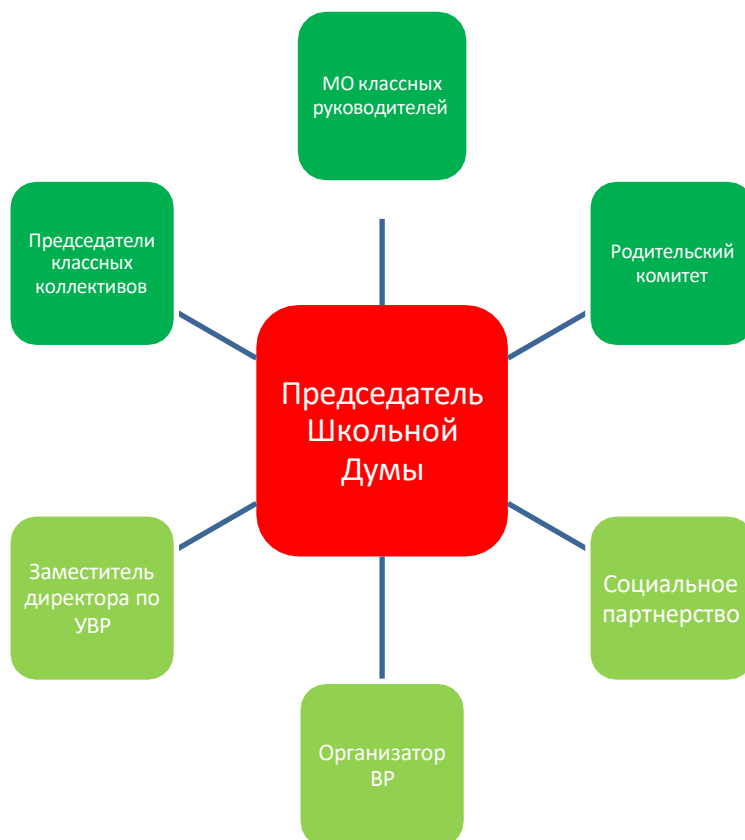 МО классных
руководителей
Председатели
классных
коллективов
Родительский
комитет
Председатель
Школьной
Думы
Заместитель
директора по
УВР
Социальное
партнерство
Организатор
ВР